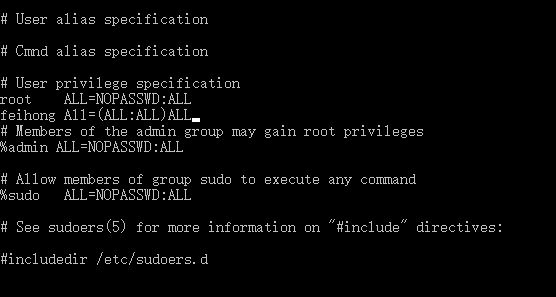 # User alias specification
# Cmnd alias specification
# User privilege specification
root    ALL=NOPASSWD:ALL
feihong All=(ALL:ALL)ALL
# Members of the admin group may gain root privileges
%admin ALL=NOPASSWD:ALL
# Allow members of group sudo to execute any command
%sudo   ALL=NOPASSWD:ALL
# See sudoers(5) for more information on "#include" directives:
#includedir /etc/sudoers.d